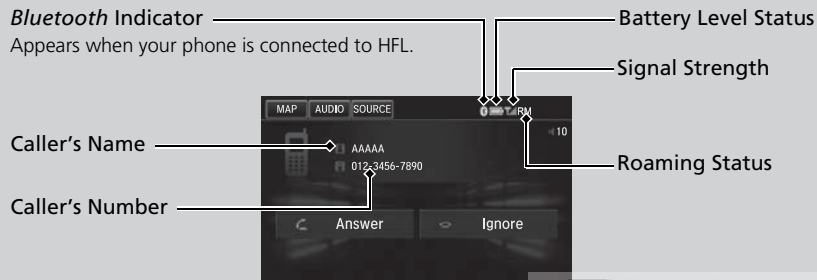 Bluetooth Indicator
Appears when your phone is connected to HFL.
Battery Level Status
Signal Strength
MAP AUDIO SOURCE
RM
10
Caller's Name
AAAAA
012-3456-7890
Roaming Status
Caller's Number
Answer Ignore